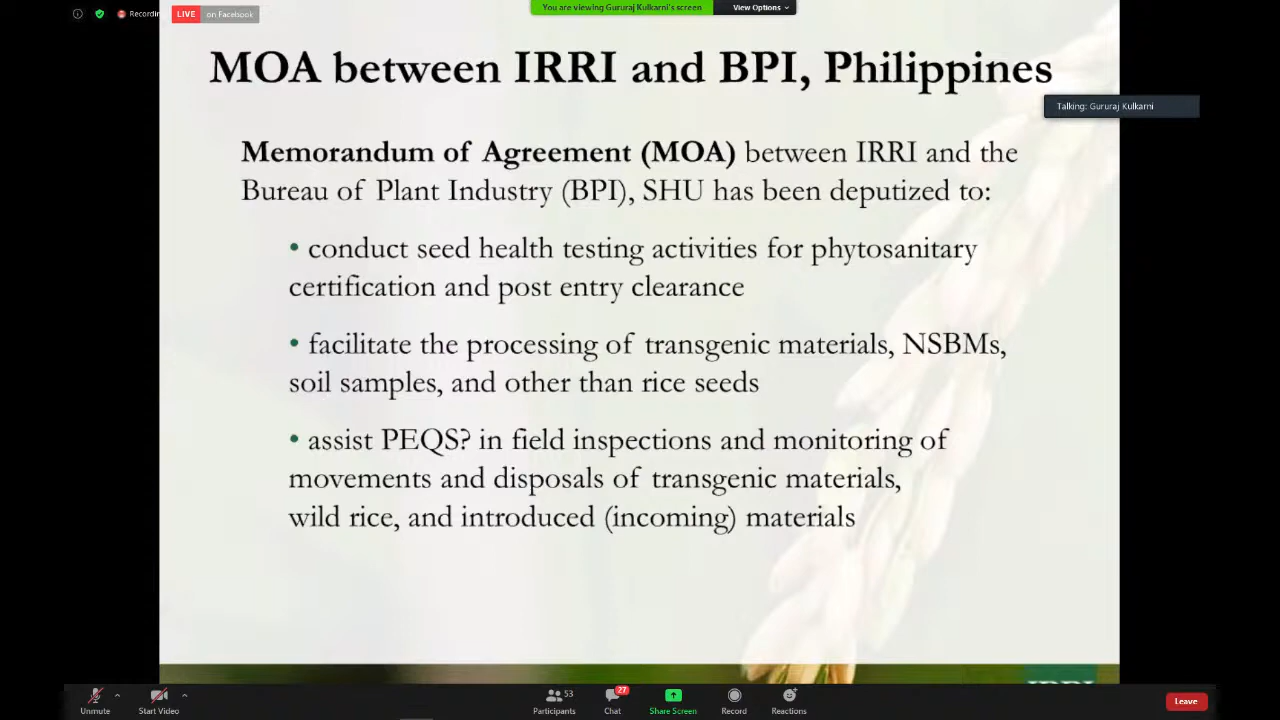 Recordin
LIVE on Facebook
You are viewing Gururaj Kulkarni's screen
View Options
MOA between IRRI and BPI, Philippines
Talking: Gururaj Kulkarni
Memorandum of Agreement (MOA) between IRRI and the
Bureau of Plant Industry (BPI), SHU has been deputized to:
• conduct seed health testing activities for phytosanitary
certification and post entry clearance
• facilitate the processing of transgenic materials, NSBMs,
soil samples, and other than rice seeds
• assist PEQS? in field inspections and monitoring of
movements and disposals of transgenic materials,
wild rice, and introduced (incoming) materials
IRRI
53
27
Unmute
Start Video
Participants
Chat
Share Screen
Record
Reactions
Leave